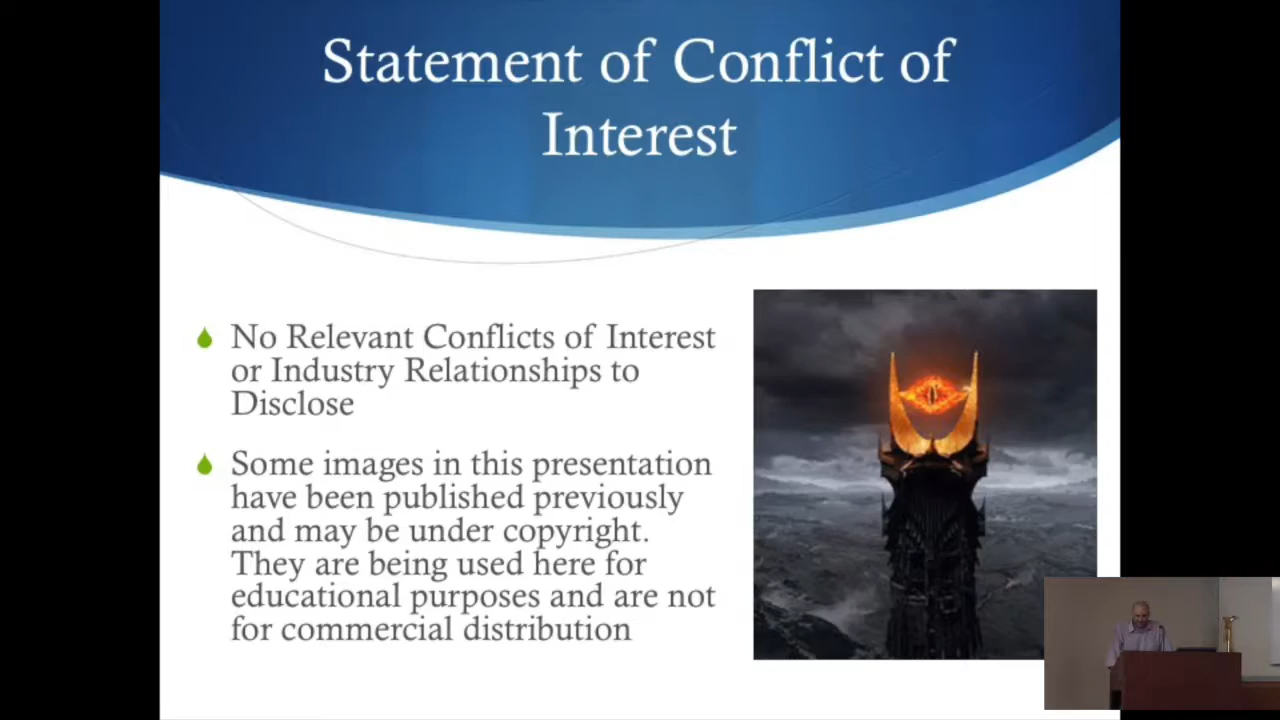 Statement of Conflict of
Interest
No Relevant Conflicts of Interest
or Industry Relationships to
Disclose
Some images in this presentation
have been published previously
and may be under copyright.
They are being used here for
educational purposes and are not
for commercial distribution